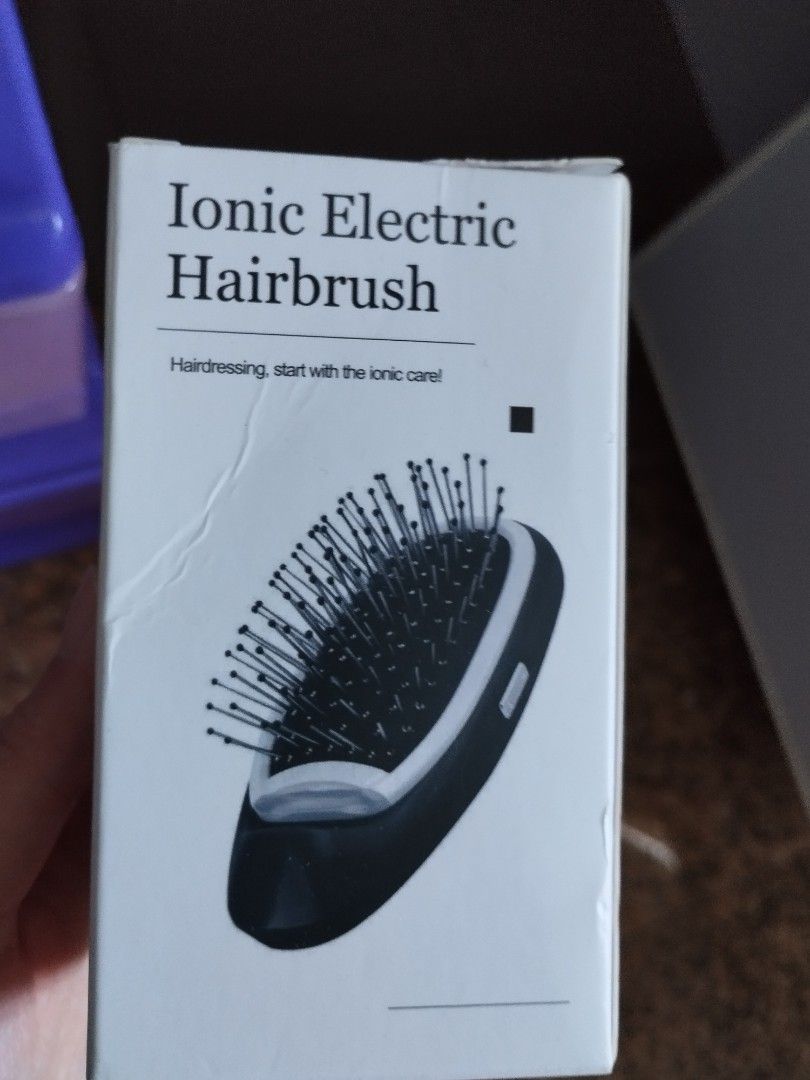 Ionic Electric
Hairbrush
Hairdressing, start with the ionic care!